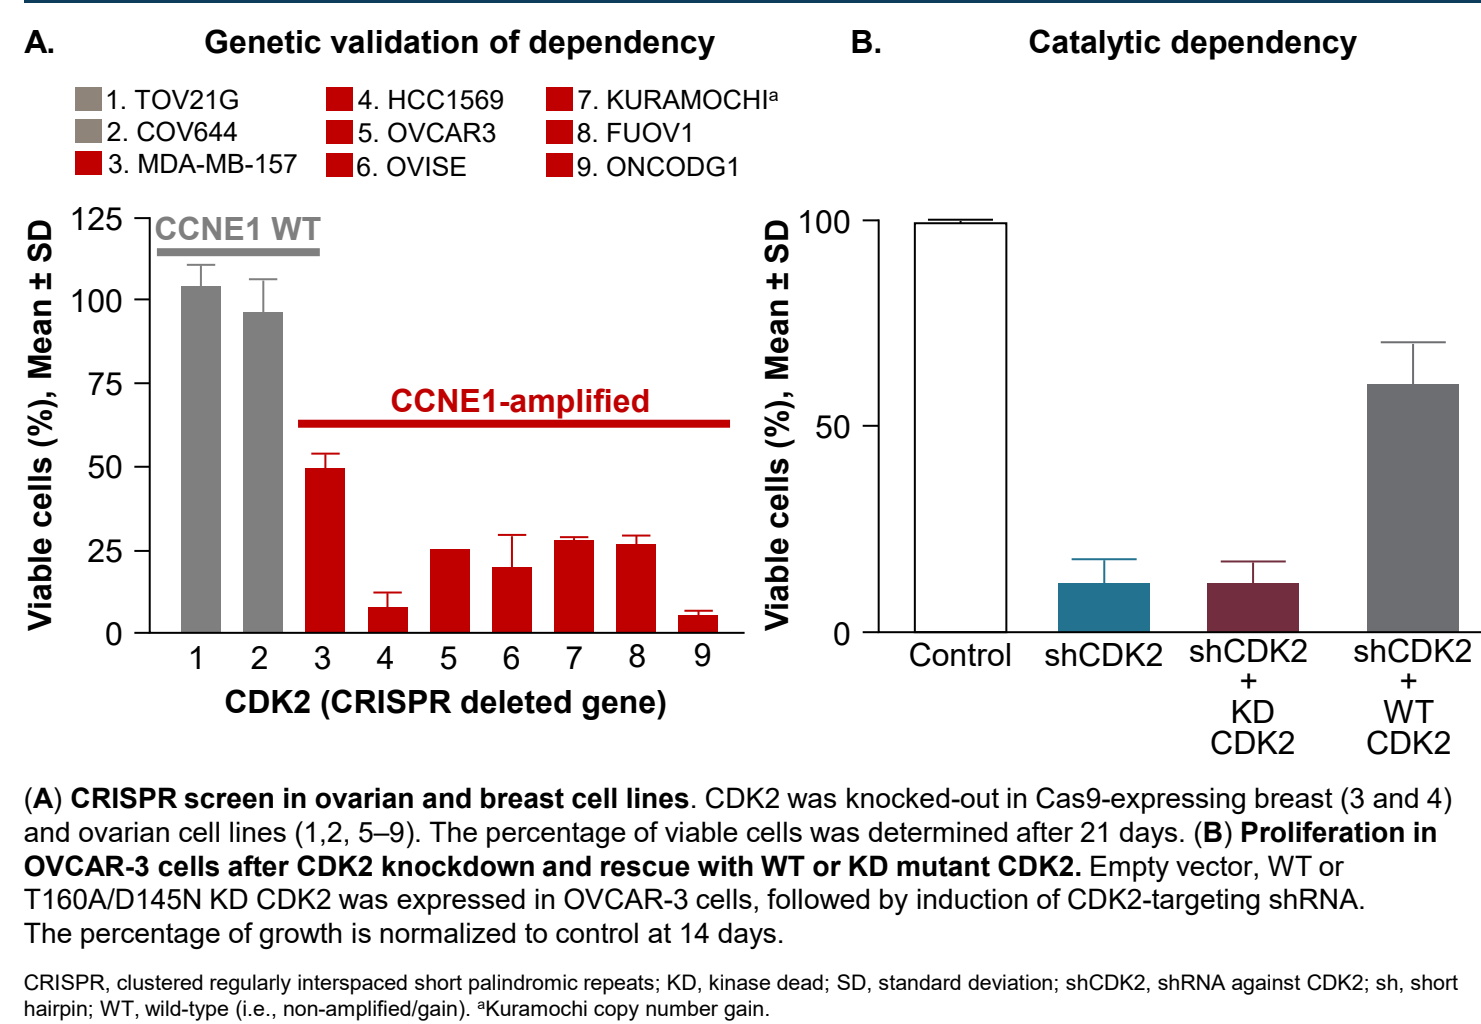 A.
Genetic validation of dependency
1. TOV21G
2. COV644
3. MDA-MB-157
4. HCC1569
5. OVCAR3
6. OVISE
7. KURAMOCHIᵃ
8. FUOV1
9. ONCODG1
Viable cells (%), Mean ± SD
125
100
75
50
25
0
CCNE1 WT
CCNE1-amplified
1 2 3 4 5 6 7 8 9
CDK2 (CRISPR deleted gene)
B.
Catalytic dependency
Viable cells (%), Mean ± SD
100
50
0
Control
shCDK2
shCDK2
+
KD
CDK2
shCDK2
+
WT
CDK2
(A) CRISPR screen in ovarian and breast cell lines. CDK2 was knocked-out in Cas9-expressing breast (3 and 4)
and ovarian cell lines (1,2, 5–9). The percentage of viable cells was determined after 21 days. (B) Proliferation in
OVCAR-3 cells after CDK2 knockdown and rescue with WT or KD mutant CDK2. Empty vector, WT or
T160A/D145N KD CDK2 was expressed in OVCAR-3 cells, followed by induction of CDK2-targeting shRNA.
The percentage of growth is normalized to control at 14 days.
CRISPR, clustered regularly interspaced short palindromic repeats; KD, kinase dead; SD, standard deviation; shCDK2, shRNA against CDK2; sh, short
hairpin; WT, wild-type (i.e., non-amplified/gain). ᵃKuramochi copy number gain.